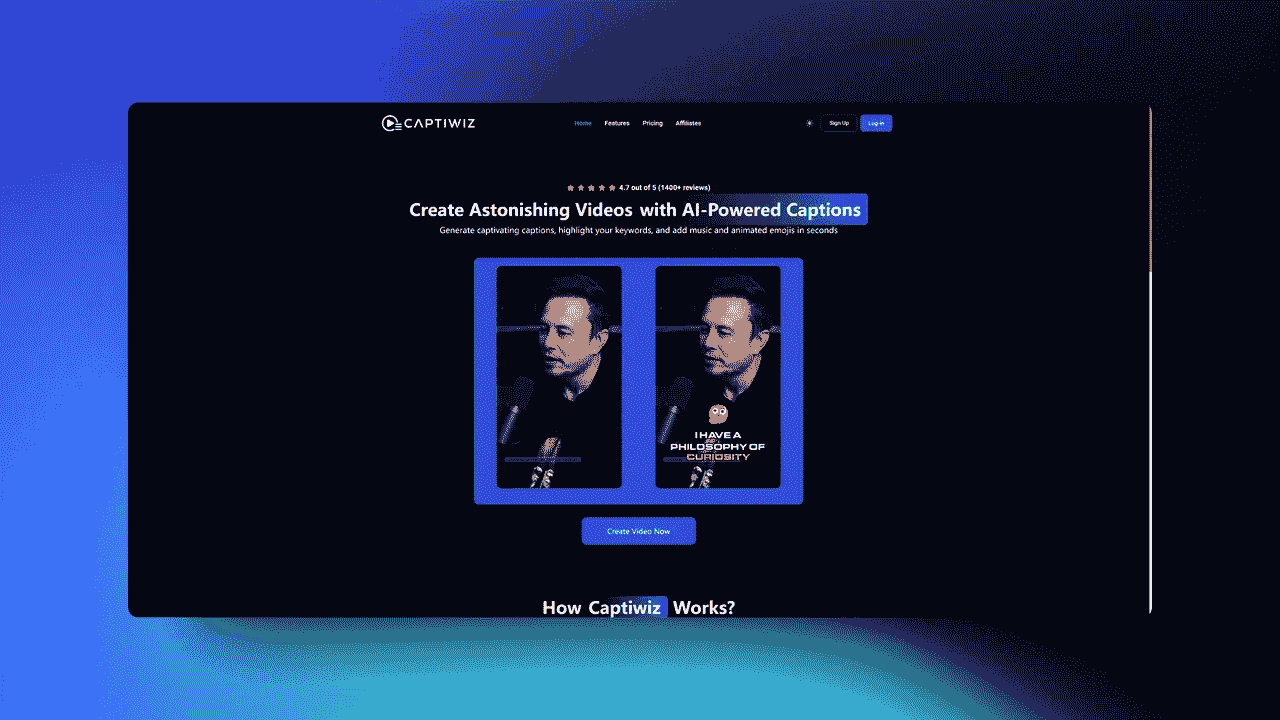 CAPTIWIZ
Home Features Pricing Affiliates
Sign Up Log-in
4.7 out of 5 (1400+ reviews)
Create Astonishing Videos with AI-Powered Captions
Generate captivating captions, highlight your keywords, and add music and animated emojis in seconds
I HAVE A
PHILOSOPHY OF
CURIOSITY
Create Video Now
How Captiwiz Works?